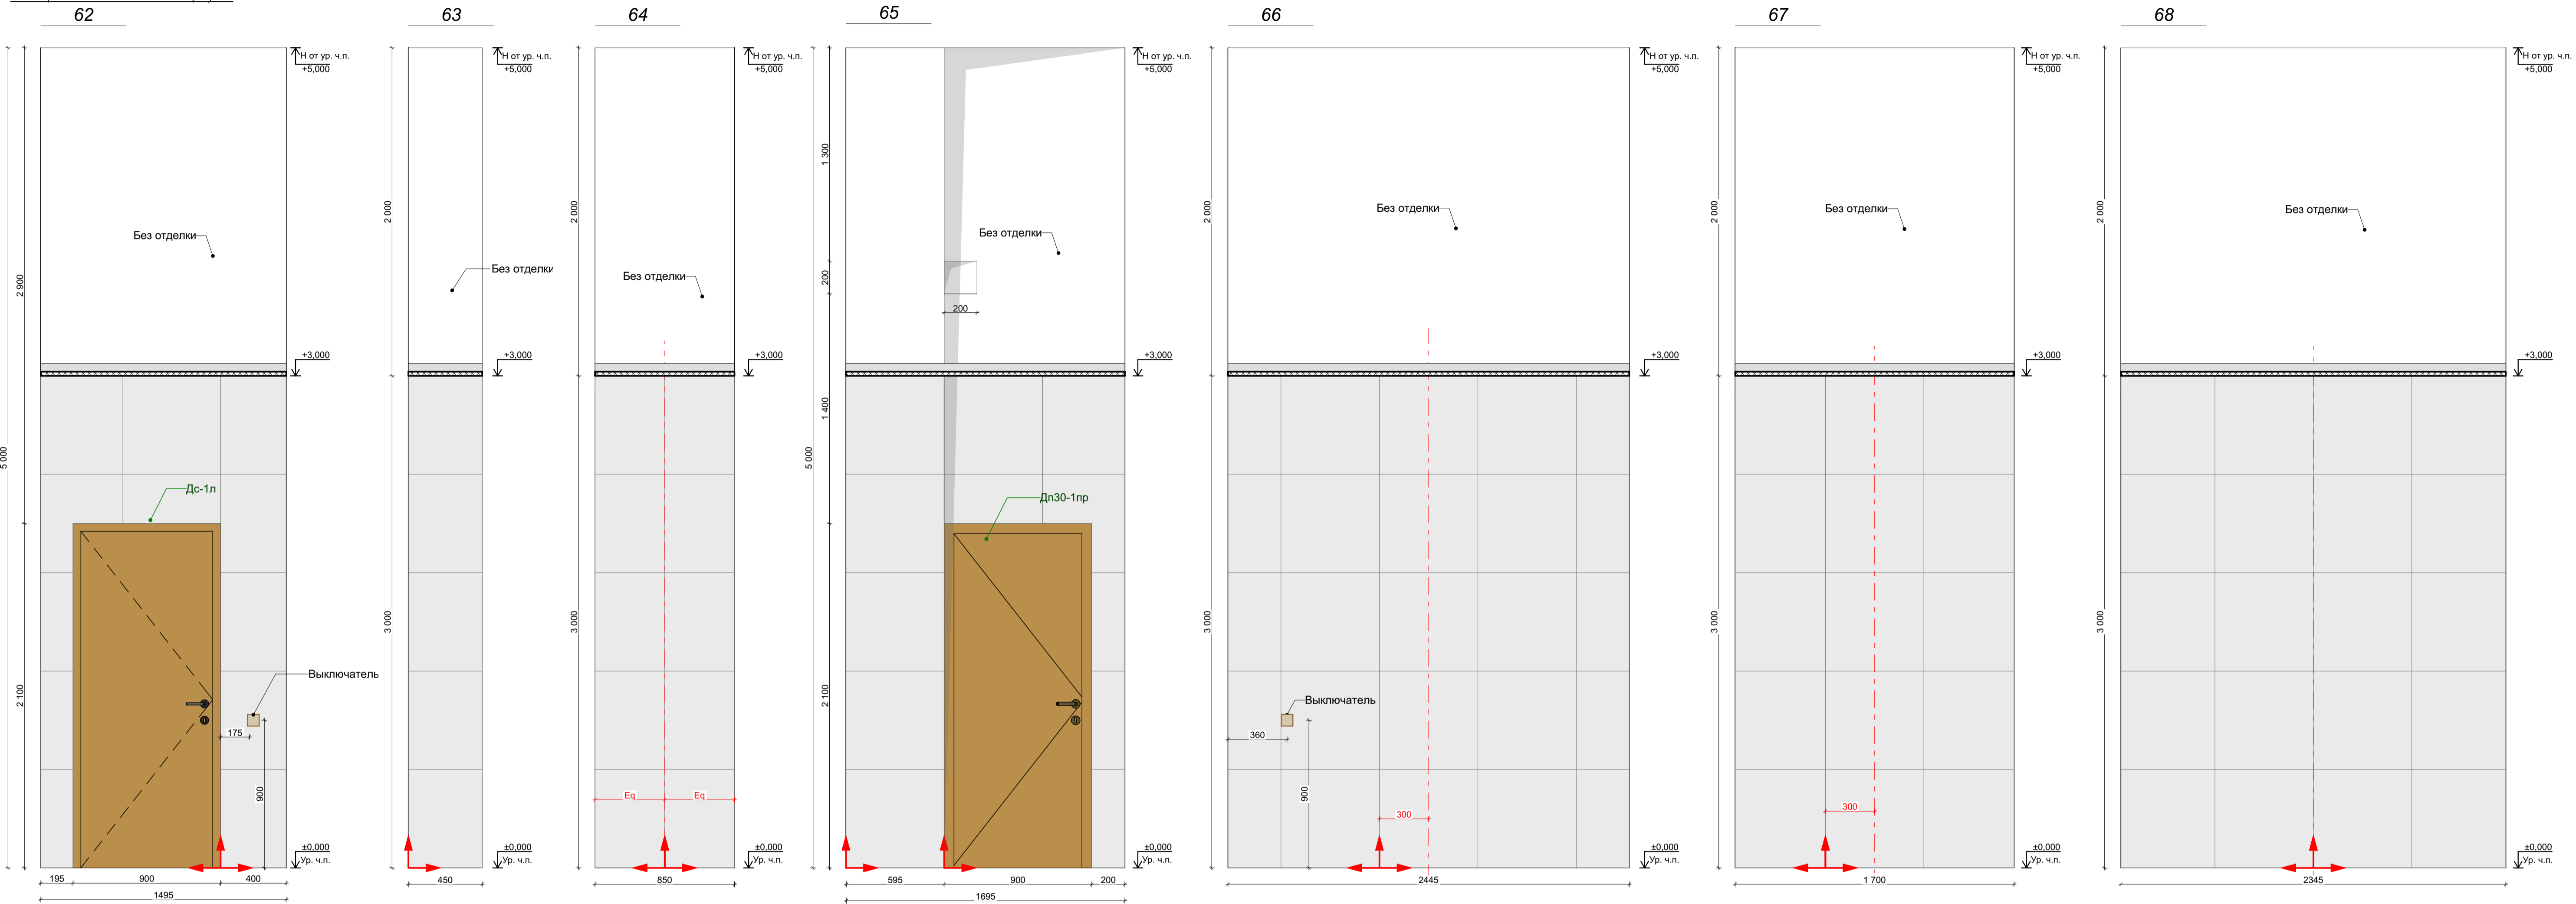 62
63
64
65
66
67
68
Н от ур. ч.п.
+5,000
Без отделки
2 900
5 000
+3,000
Дс-1л
Выключатель
2 100
175
900
±0,000
Ур. ч.п.
195
900
400
1495
Н от ур. ч.п.
+5,000
2 000
Без отделки
+3,000
3 000
±0,000
Ур. ч.п.
450
Н от ур. ч.п.
+5,000
2 000
Без отделки
+3,000
3 000
Eq
Eq
±0,000
Ур. ч.п.
850
Н от ур. ч.п.
+5,000
1 300
Без отделки
200
200
+3,000
1 400
5 000
Дп30-1пр
2 100
±0,000
Ур. ч.п.
595
900
200
1695
Н от ур. ч.п.
+5,000
2 000
Без отделки
+3,000
3 000
Выключатель
360
900
300
±0,000
Ур. ч.п.
2445
Н от ур. ч.п.
+5,000
2 000
Без отделки
+3,000
3 000
300
±0,000
Ур. ч.п.
1 700
Н от ур. ч.п.
+5,000
2 000
Без отделки
+3,000
3 000
±0,000
Ур. ч.п.
2345